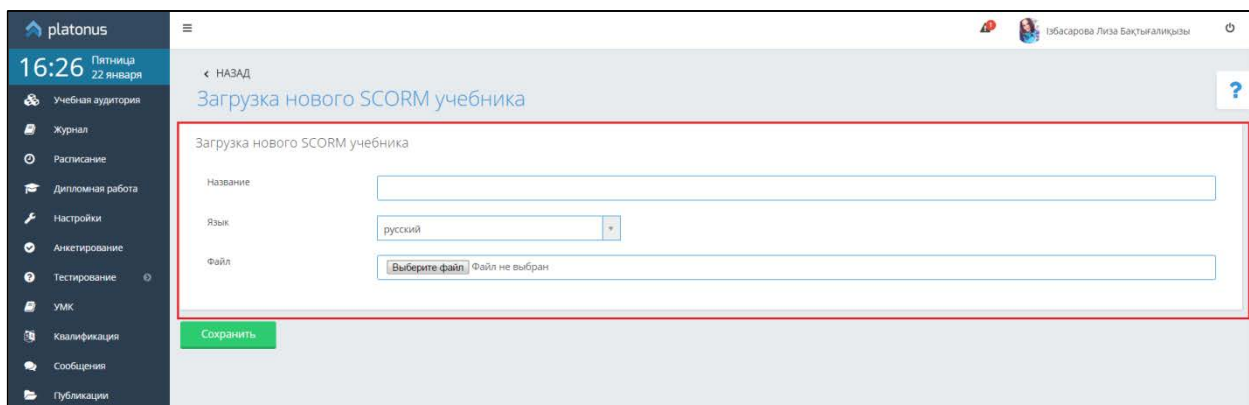 platonus
Ізбасарова Лиза Бақтығалиқызы
16:26 Пятница
22 января
Учебная аудитория
Журнал
Расписание
Дипломная работа
Настройки
Анкетирование
Тестирование
УМК
Квалификация
Сообщения
Публикации
НАЗАД
Загрузка нового SCORM учебника
?
Загрузка нового SCORM учебника
Название
Язык
русский
Файл
Выберите файл Файл не выбран
Сохранить